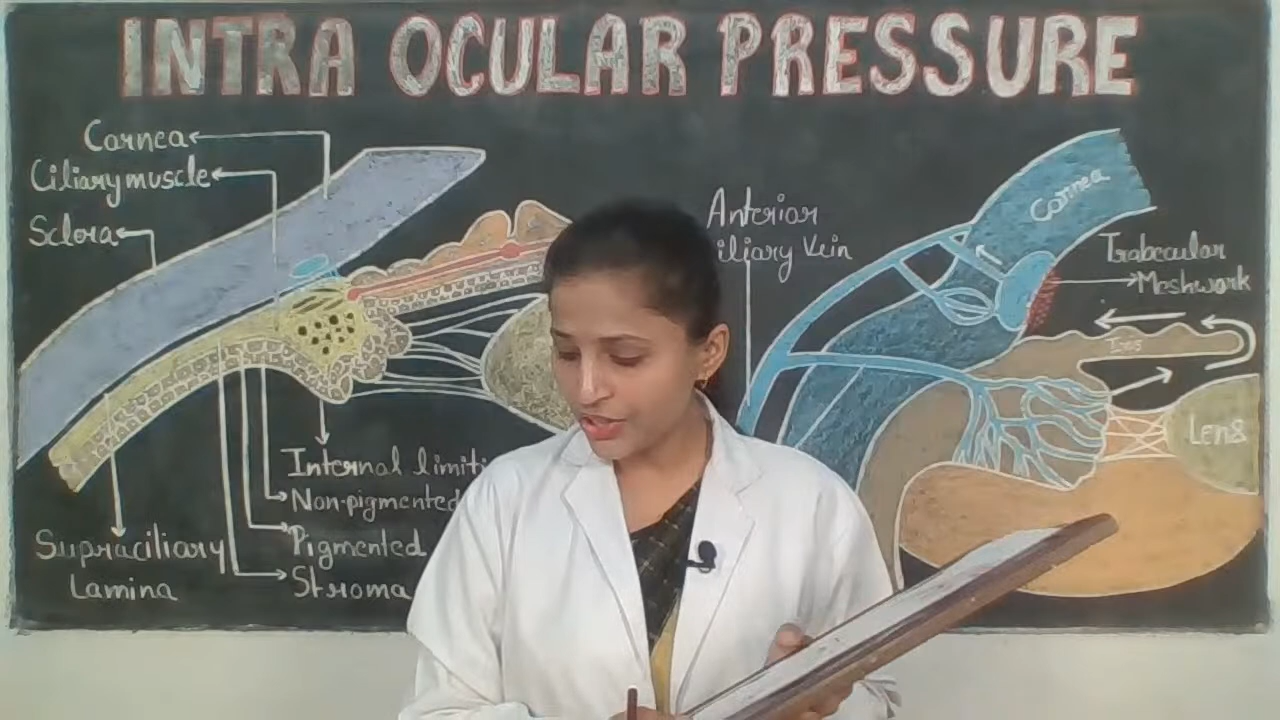 INTRA OCULAR PRESSURE
Cornea
Ciliary muscle
Sclora
Internal limiti
Non-pigmented
Pigmented
Stroma
Supraciliary
Lamina
Anterior
iliary Vein
Cornea
Trabecular
Meshwork
Iris
Lens